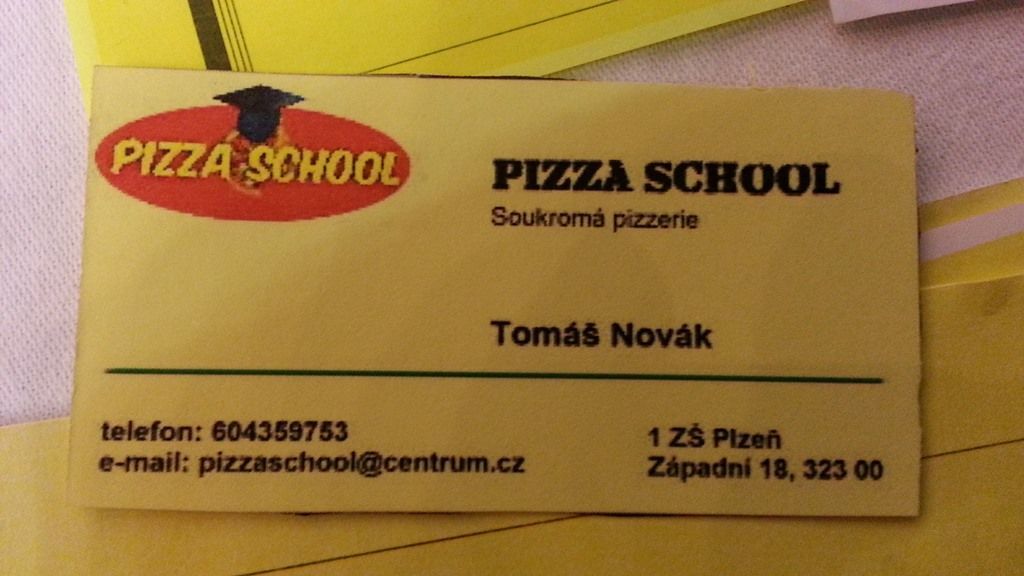 PIZZA SCHOOL
PIZZA SCHOOL
Soukromá pizzerie
Tomáš Novák
telefon: 604359753
e-mail: pizzaschool@centrum.cz
1 ZŠ Plzeň
Západní 18, 323 00